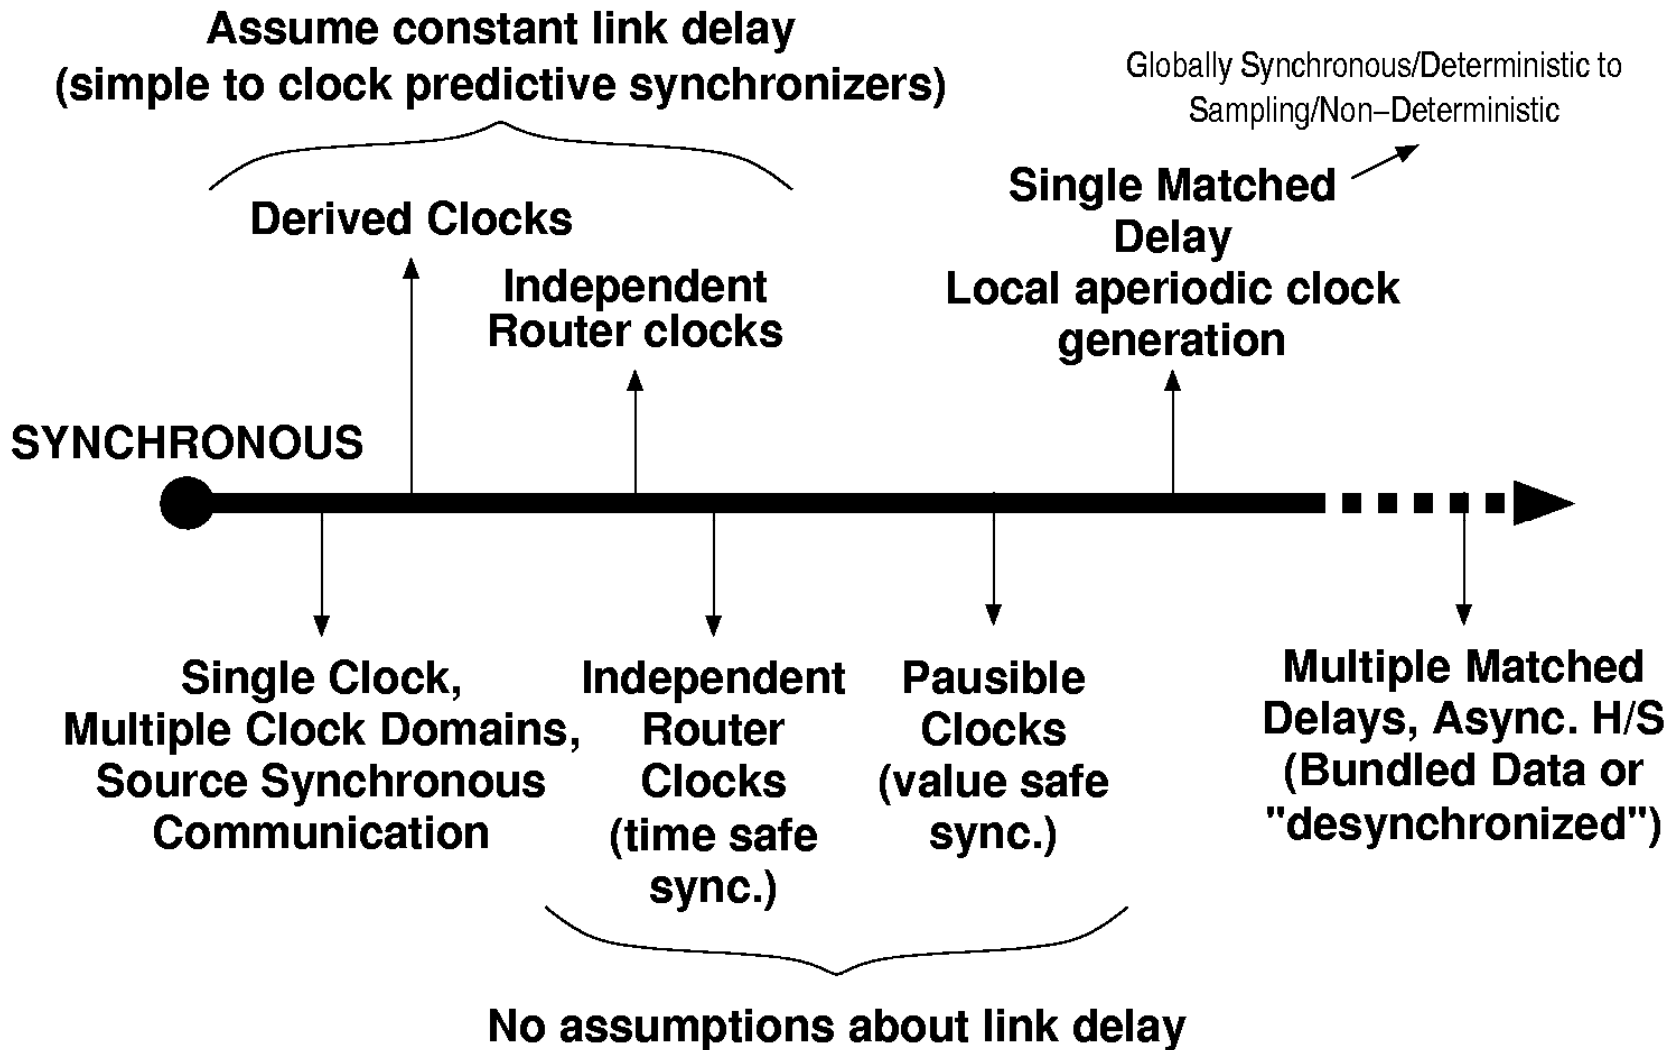 Assume constant link delay
(simple to clock predictive synchronizers)
Globally Synchronous/Deterministic to
Sampling/Non–Deterministic
Derived Clocks
Independent
Router clocks
Single Matched
Delay
Local aperiodic clock
generation
SYNCHRONOUS
Single Clock,
Multiple Clock Domains,
Source Synchronous
Communication
Independent
Router
Clocks
(time safe
sync.)
Pausible
Clocks
(value safe
sync.)
Multiple Matched
Delays, Async. H/S
(Bundled Data or
"desynchronized")
No assumptions about link delay